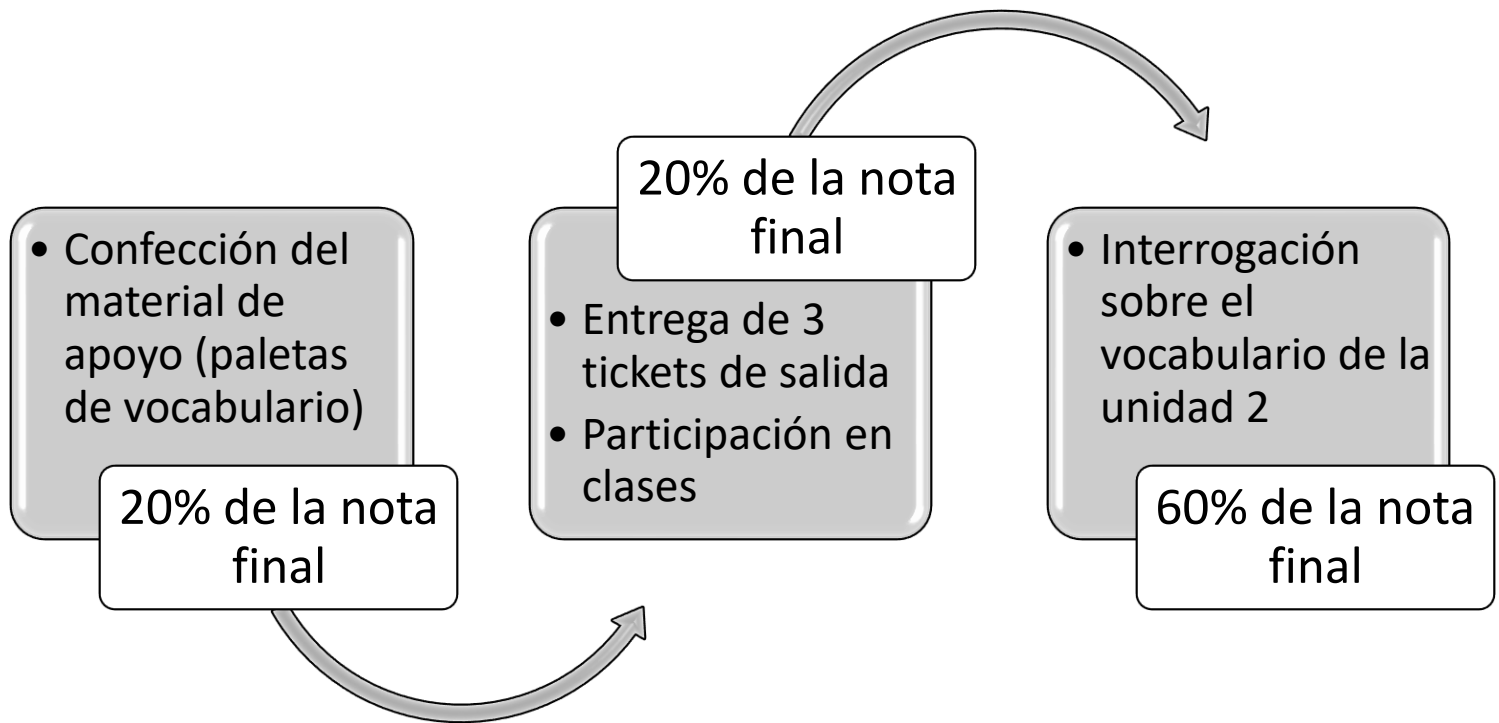 • Confección del
material de
apoyo (paletas
de vocabulario)
20% de la nota
final
20% de la nota
final
• Entrega de 3
tickets de salida
• Participación en
clases
• Interrogación
sobre el
vocabulario de la
unidad 2
60% de la nota
final